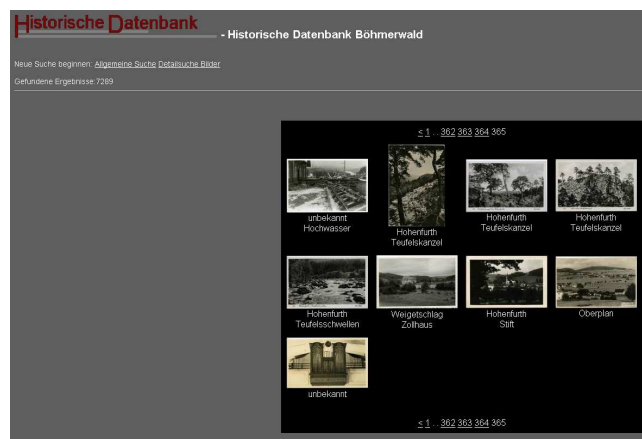 Historische Datenbank
- Historische Datenbank Böhmerwald
Neue Suche beginnen: Allgemeine Suche Detailsuche Bilder
Gefundene Ergebnisse:7289
< 1 .. 362 363 364 365
unbekannt
Hochwasser
Hohenfurth
Teufelskanzel
Hohenfurth
Teufelskanzel
Hohenfurth
Teufelskanzel
Hohenfurth
Teufelsschwellen
Weigetschlag
Zollhaus
Hohenfurth
Stift
Oberplan
unbekannt
< 1 .. 362 363 364 365